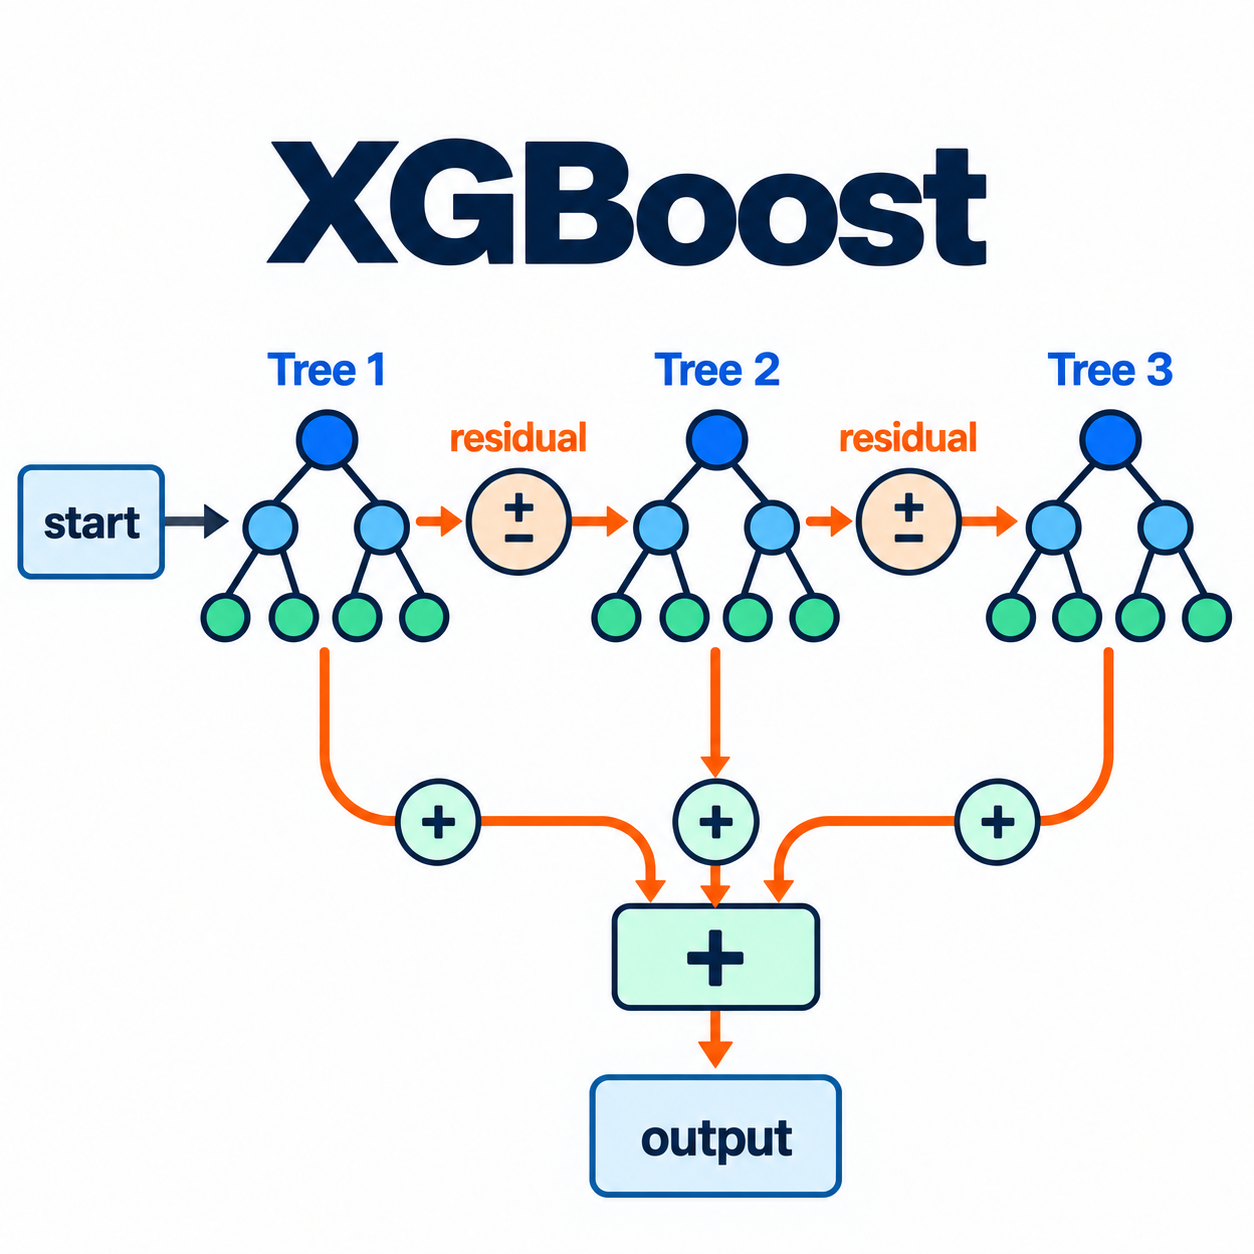 XGBoost
Tree 1
Tree 2
Tree 3
residual
residual
start
+
−
+
−
+
+
+
+
output